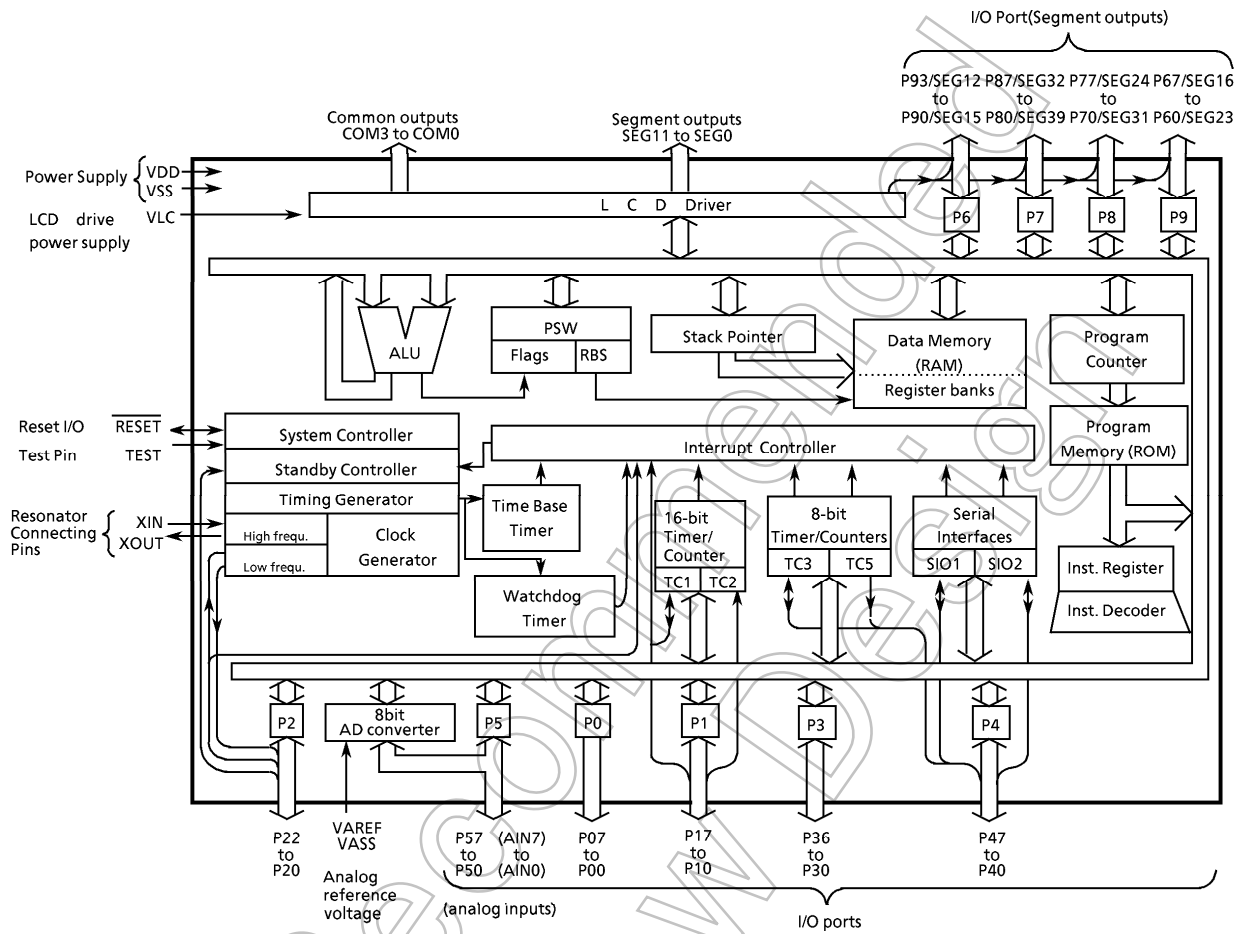 I/O Port(Segment outputs)
P93/SEG12 P87/SEG32 P77/SEG24 P67/SEG16
to to to to
P90/SEG15 P80/SEG39 P70/SEG31 P60/SEG23
Common outputs
COM3 to COM0
Segment outputs
SEG11 to SEG0
Power Supply
VDD
VSS
LCD drive
power supply
VLC
L C D Driver
P6
P7
P8
P9
ALU
PSW
Flags
RBS
Stack Pointer
Data Memory
(RAM)
Register banks
Program
Counter
Program
Memory (ROM)
Reset I/O
RESET
Test Pin
TEST
System Controller
Standby Controller
Timing Generator
High frequ.
Low frequ.
Clock
Generator
Resonator
Connecting
Pins
XIN
XOUT
Interrupt Controller
Time Base
Timer
Watchdog
Timer
16-bit
Timer/
Counter
TC1
TC2
8-bit
Timer/Counters
TC3
TC5
Serial
Interfaces
SIO1
SIO2
Inst. Register
Inst. Decoder
P2
8bit
AD converter
P5
P0
P1
P3
P4
P22
to
P20
VAREF
VASS
Analog
reference
voltage
P57 (AIN7)
to to
P50 (AIN0)
(analog inputs)
P07
to
P00
P17
to
P10
P36
to
P30
P47
to
P40
I/O ports
ecommended
w Design